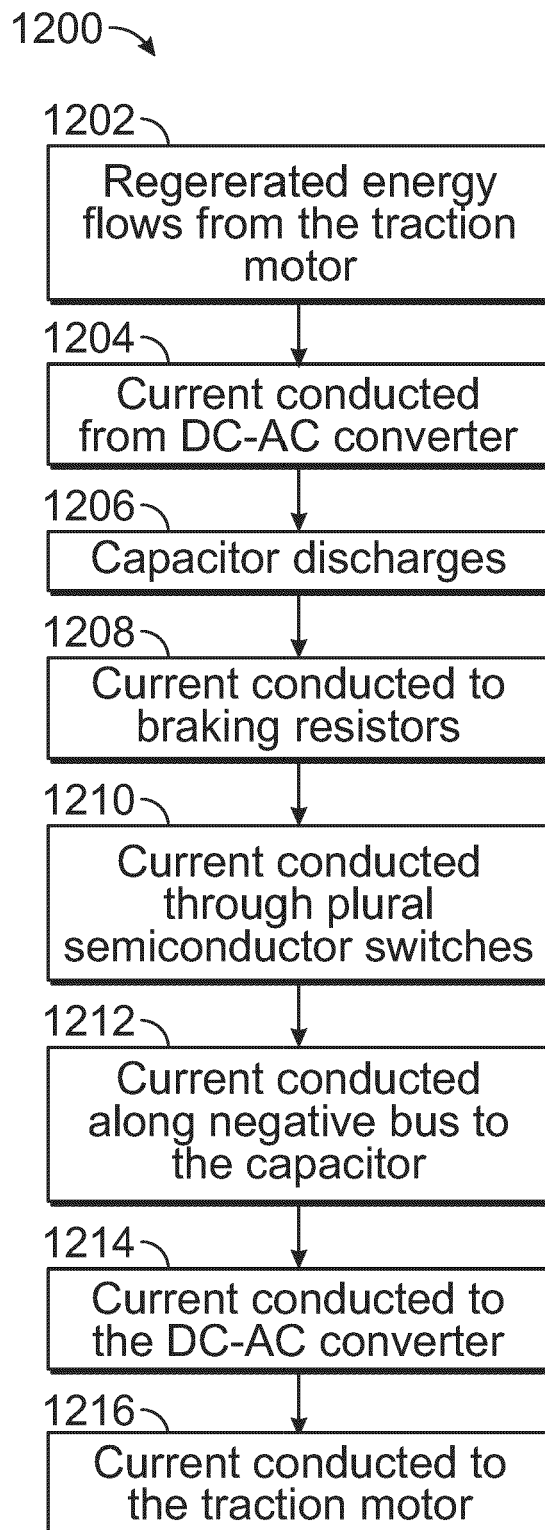 1200
1202
Regererated energy
flows from the traction
motor
1204
Current conducted
from DC-AC converter
1206
Capacitor discharges
1208
Current conducted to
braking resistors
1210
Current conducted
through plural
semiconductor switches
1212
Current conducted
along negative bus to
the capacitor
1214
Current conducted to
the DC-AC converter
1216
Current conducted to
the traction motor